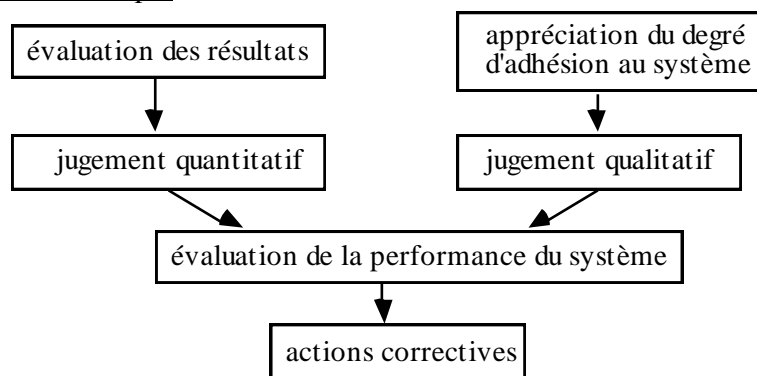 évaluation des résultats
appréciation du degré
d'adhésion au système
jugement quantitatif
jugement qualitatif
évaluation de la performance du système
actions correctives